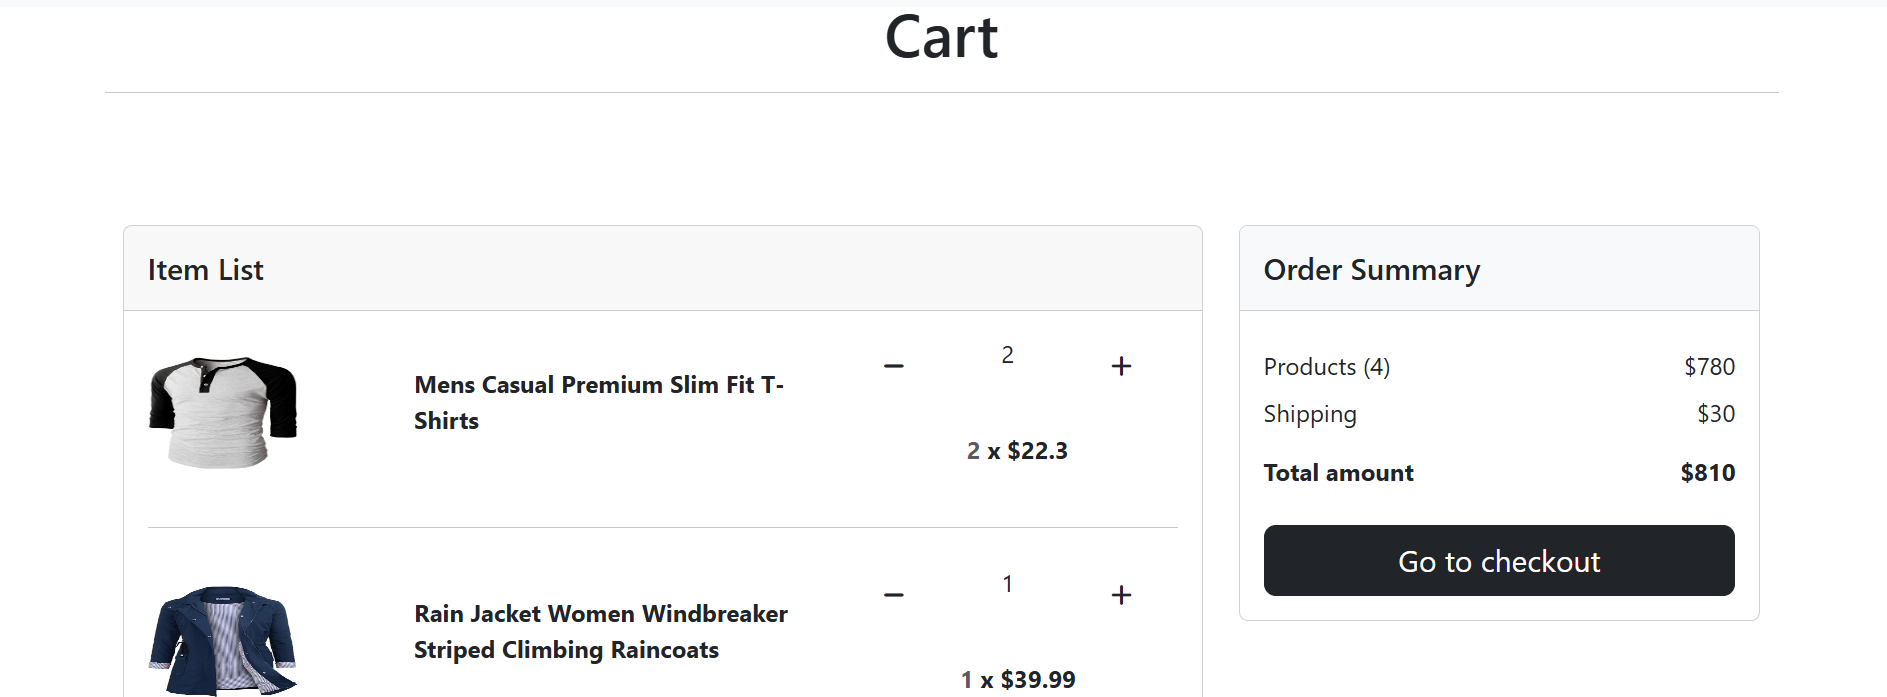 Cart
Item List
Mens Casual Premium Slim Fit T-
Shirts
2
2 x $22.3
Rain Jacket Women Windbreaker
Striped Climbing Raincoats
1
1 x $39.99
Order Summary
Products (4) $780
Shipping $30
Total amount $810
Go to checkout